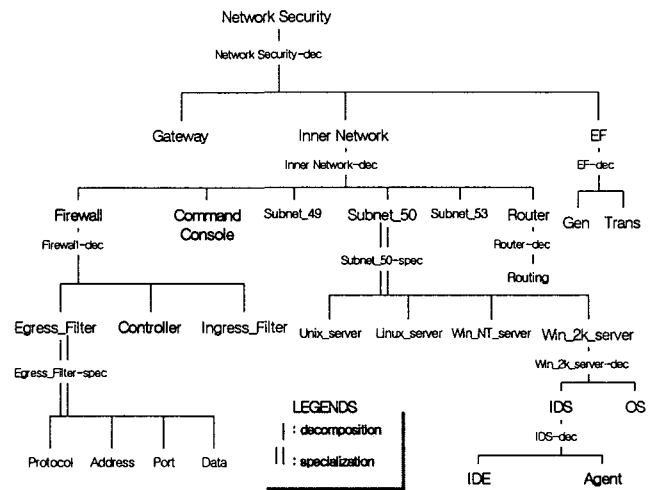 Network Security
Network Security-dec
Gateway Inner Network EF
Inner Network-dec EF-dec
Firewall Command Console Subnet_49 Subnet_50 Subnet_53 Router Gen Trans
Firewall-dec Subnet_50-spec Router-dec
Routing
Egress_Filter Controller Ingress_Filter Unix_server Linux_server Win_NT_server Win_2k_server
Egress_Filter-spec Win_2k_server-dec
LEGENDS IDS OS
| : decomposition IDS-dec
Protocol Address Port Data || : specialization IDE Agent